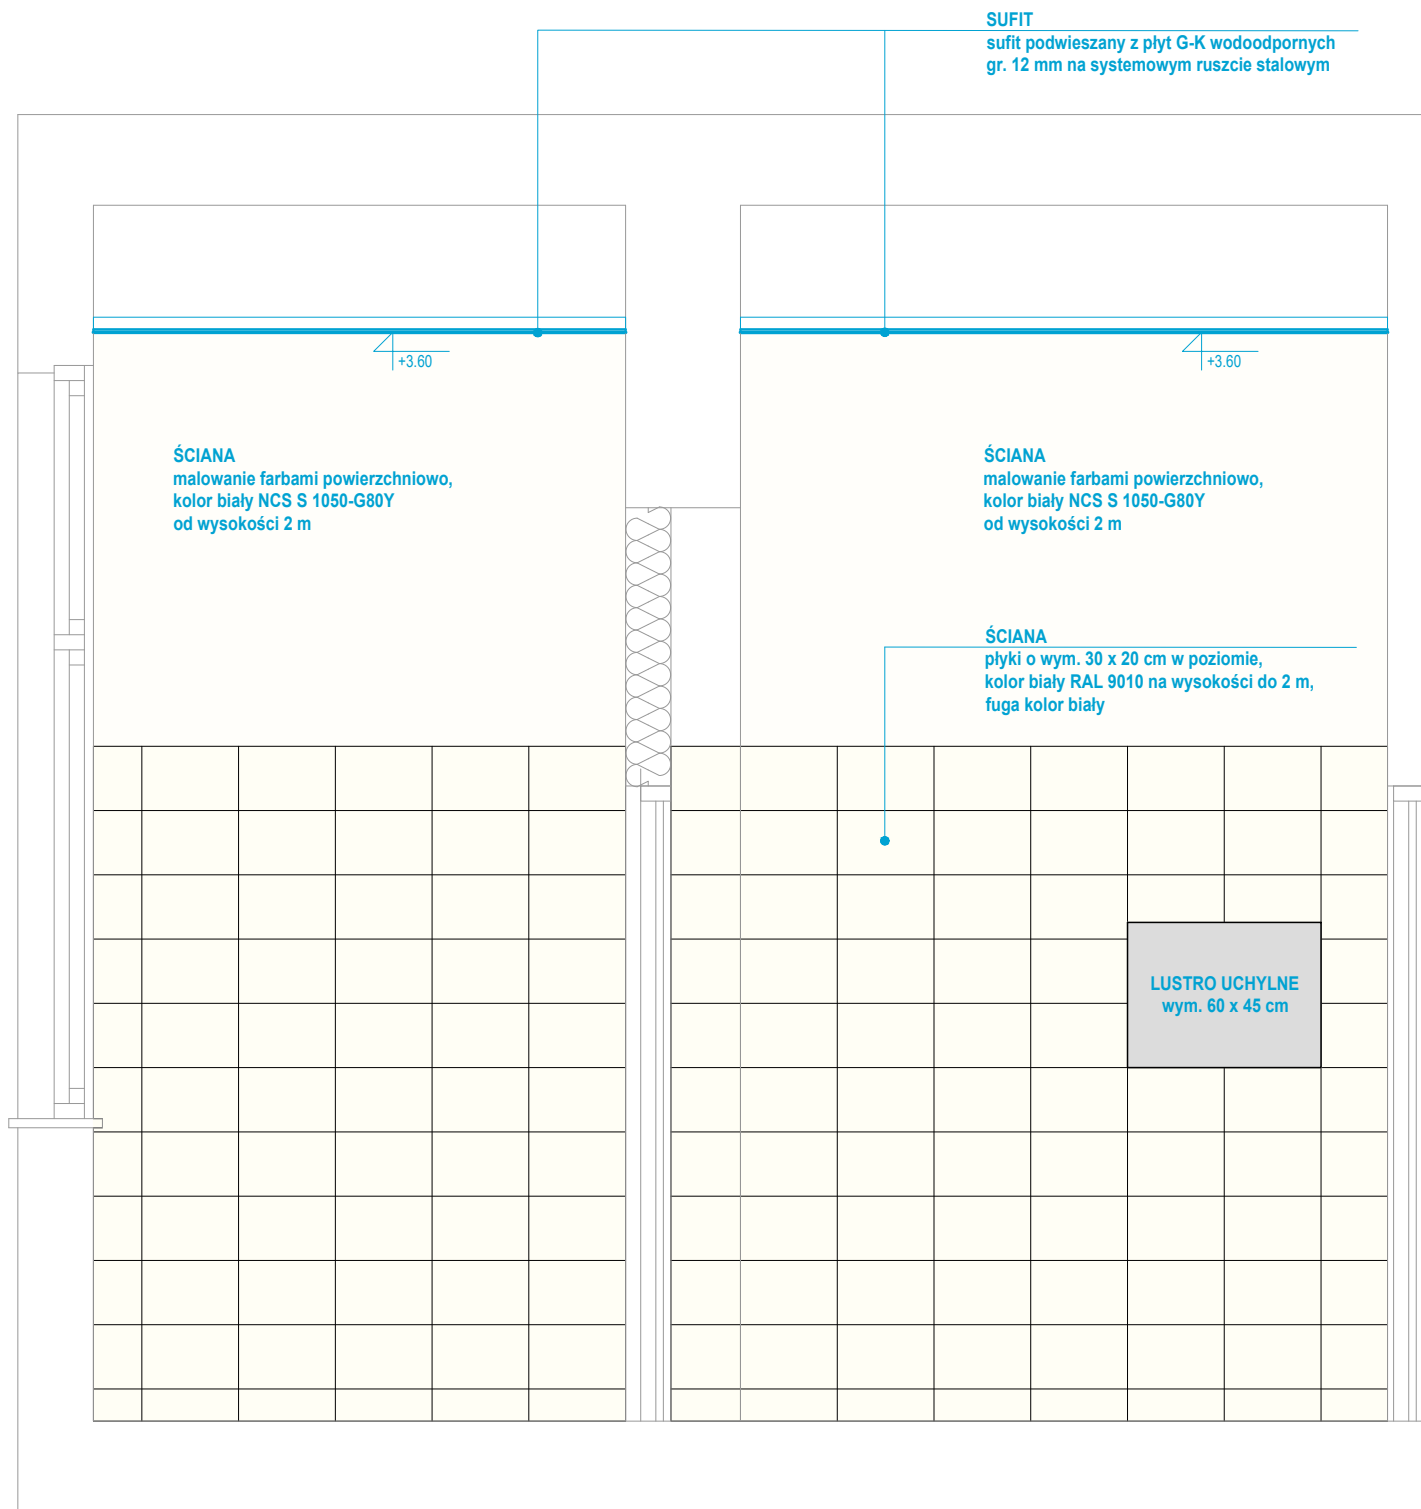 SUFIT
sufit podwieszany z płyt G-K wodoodpornych
gr. 12 mm na systemowym ruszcie stalowym
+3.60
+3.60
ŚCIANA
malowanie farbami powierzchniowo,
kolor biały NCS S 1050-G80Y
od wysokości 2 m
ŚCIANA
malowanie farbami powierzchniowo,
kolor biały NCS S 1050-G80Y
od wysokości 2 m
ŚCIANA
płyki o wym. 30 x 20 cm w poziomie,
kolor biały RAL 9010 na wysokości do 2 m,
fuga kolor biały
LUSTRO UCHYLNE
wym. 60 x 45 cm